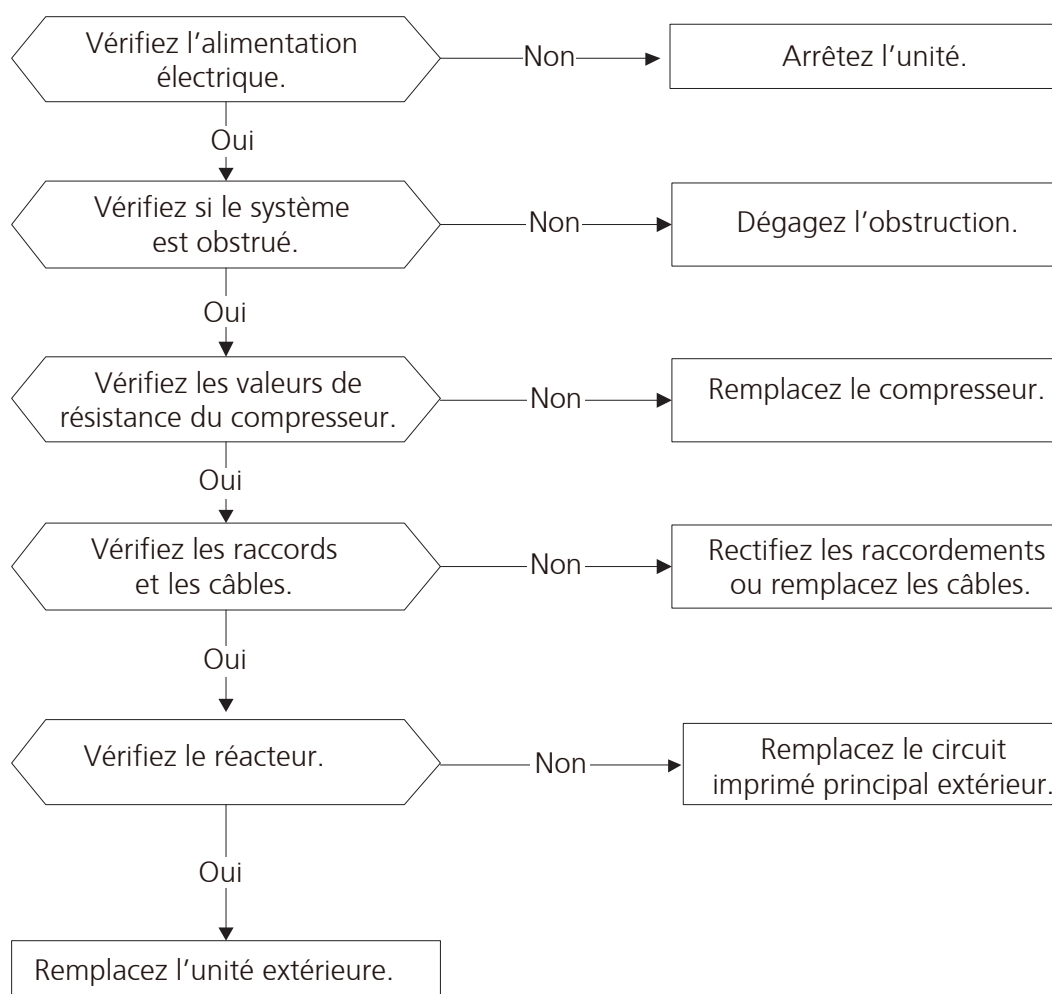 Vérifiez l’alimentation
électrique.
Non
Arrêtez l’unité.
Oui
Vérifiez si le système
est obstrué.
Non
Dégagez l’obstruction.
Oui
Vérifiez les valeurs de
résistance du compresseur.
Non
Remplacez le compresseur.
Oui
Vérifiez les raccords
et les câbles.
Non
Rectifiez les raccordements
ou remplacez les câbles.
Oui
Vérifiez le réacteur.
Non
Remplacez le circuit
imprimé principal extérieur.
Oui
Remplacez l’unité extérieure.